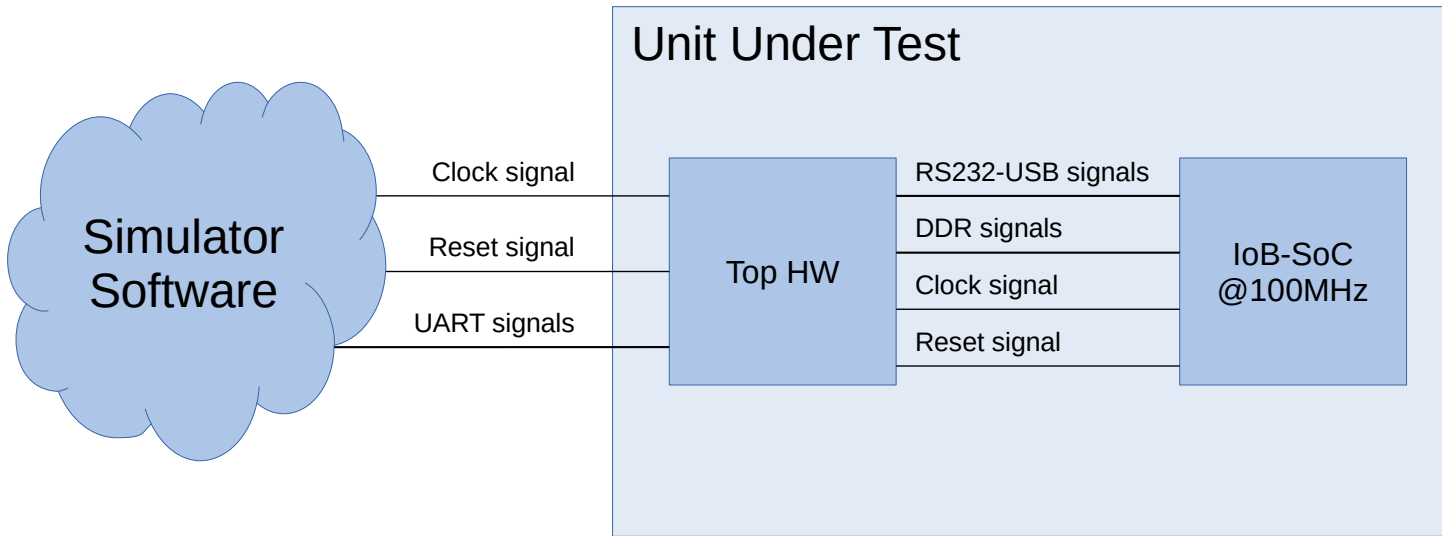 Unit Under Test
Simulator
Software
Clock signal
Reset signal
UART signals
Top HW
RS232-USB signals
DDR signals
Clock signal
Reset signal
IoB-SoC
@100MHz